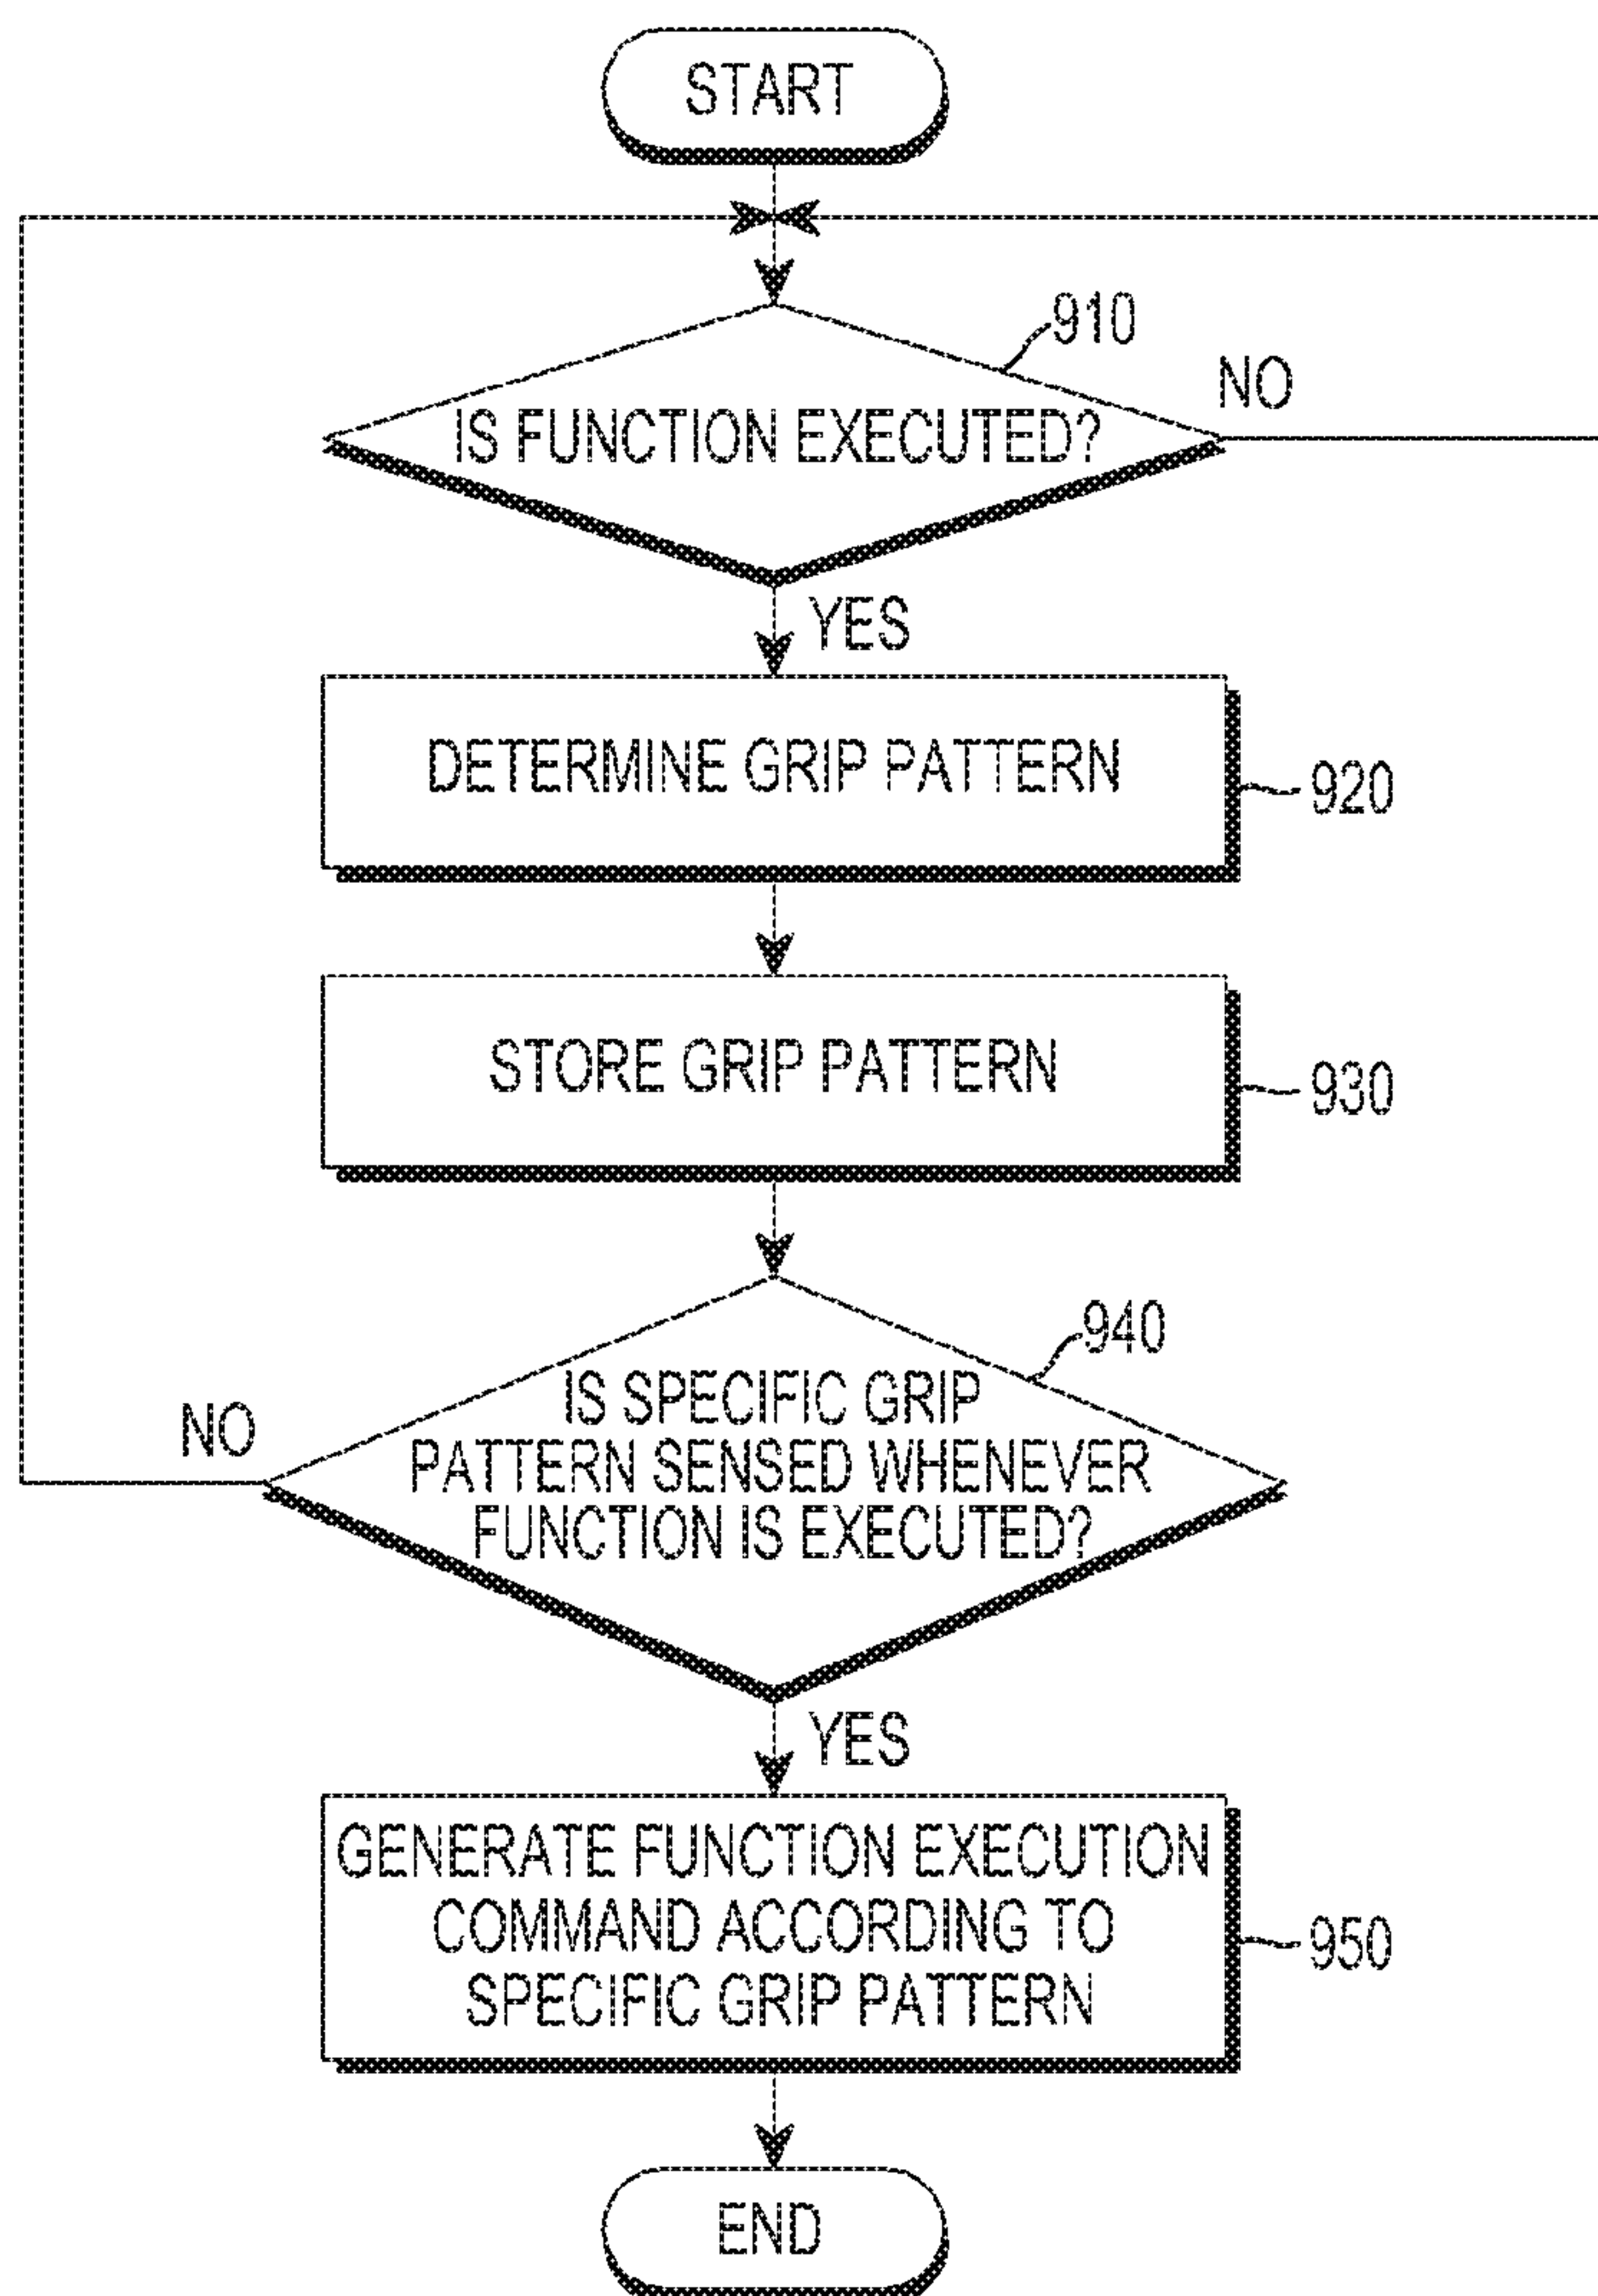 START
910
NO
IS FUNCTION EXECUTED?
YES
DETERMINE GRIP PATTERN
920
STORE GRIP PATTERN
930
940
IS SPECIFIC GRIP
NO
PATTERN SENSED WHENEVER
FUNCTION IS EXECUTED?
YES
GENERATE FUNCTION EXECUTION
COMMAND ACCORDING TO
950
SPECIFIC GRIP PATTERN
END